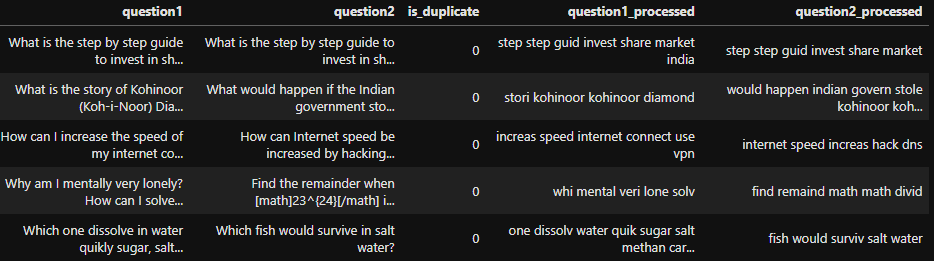 question1 question2 is_duplicate question1_processed question2_processed
What is the step by step guide What is the step by step guide to step step guid invest share market
to invest in sh... invest in sh... 0 india step step guid invest share market
What is the story of Kohinoor What would happen if the Indian would happen indian govern stole
(Koh-i-Noor) Dia... government sto... 0 stori kohinoor kohinoor diamond kohinoor koh...
How can I increase the speed of How can Internet speed be increas speed internet connect use
my internet co... increased by hacking... 0 vpn internet speed increas hack dns
Why am I mentally very lonely? Find the remainder when
How can I solve... [math]23^{24}[/math] i... 0 whi mental veri lone solv find remaind math math divid
Which one dissolve in water Which fish would survive in salt one dissolv water quik sugar salt
quikly sugar, salt... water? 0 methan car... fish would surviv salt water